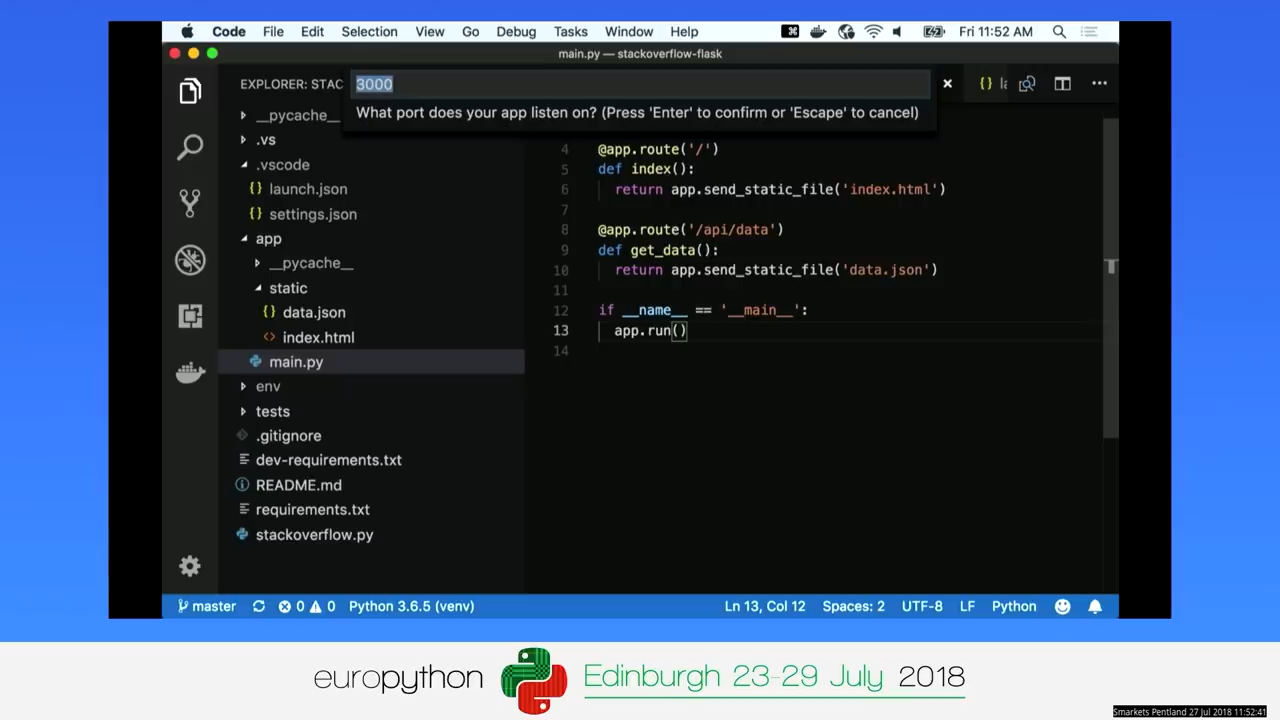 Code File Edit Selection View Go Debug Tasks Window Help Fri 11:52 AM
main.py — stackoverflow-flask
EXPLORER: STAC
3000
What port does your app listen on? (Press 'Enter' to confirm or 'Escape' to cancel)
__pycache__
.vs
.vscode
launch.json
settings.json
app
__pycache__
static
data.json
index.html
main.py
env
tests
.gitignore
dev-requirements.txt
README.md
requirements.txt
stackoverflow.py
4 @app.route('/')
5 def index():
6 return app.send_static_file('index.html')
7
8 @app.route('/api/data')
9 def get_data():
10 return app.send_static_file('data.json')
11
12 if __name__ == '__main__':
13 app.run()
14
master 0 0 Python 3.6.5 (venv) Ln 13, Col 12 Spaces: 2 UTF-8 LF Python
europython Edinburgh 23-29 July 2018
Smarkets Pentland 27 Jul 2018 11:52:41